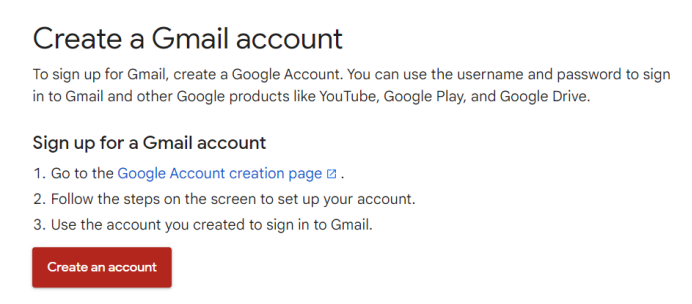 Create a Gmail account
To sign up for Gmail, create a Google Account. You can use the username and password to sign
in to Gmail and other Google products like YouTube, Google Play, and Google Drive.
Sign up for a Gmail account
1. Go to the Google Account creation page .
2. Follow the steps on the screen to set up your account.
3. Use the account you created to sign in to Gmail.
Create an account